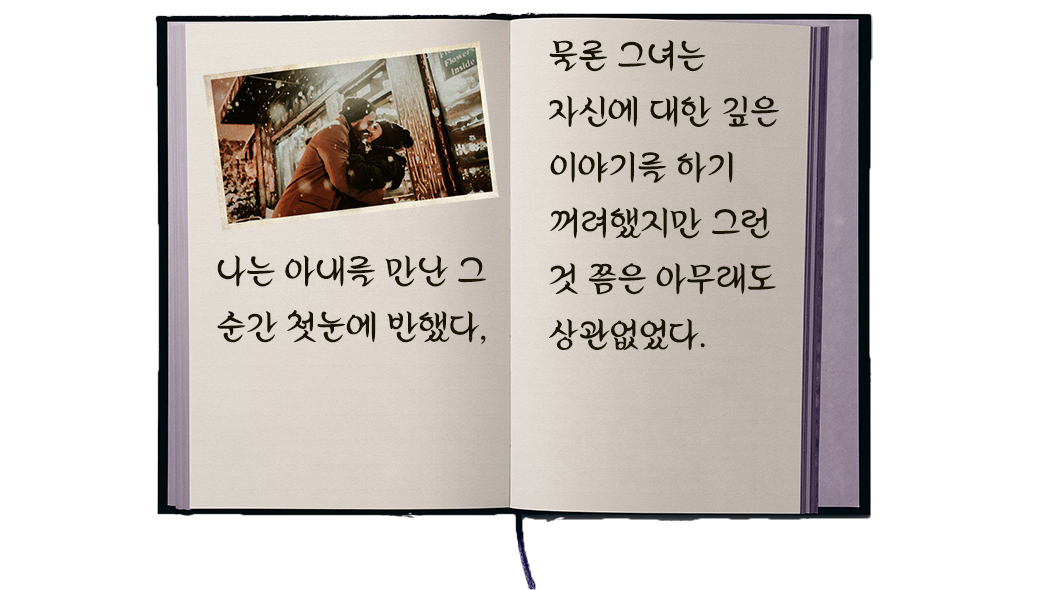 Flower
Inside
나는 아내를 만난 그
순간 첫눈에 반했다,
물론 그녀는
자신에 대한 깊은
이야기를 하기
꺼려했지만 그런
것 쯤은 아무래도
상관없었다.